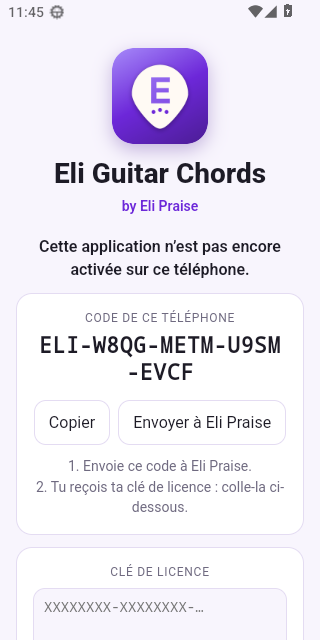 11:45
E
Eli Guitar Chords
by Eli Praise
Cette application n'est pas encore
activée sur ce téléphone.
CODE DE CE TÉLÉPHONE
ELI-W8QG-METM-U9SM
-EVCF
Copier
Envoyer à Eli Praise
1. Envoie ce code à Eli Praise.
2. Tu reçois ta clé de licence : colle-la ci-
dessous.
CLÉ DE LICENCE
XXXXXXXX-XXXXXXXX-…